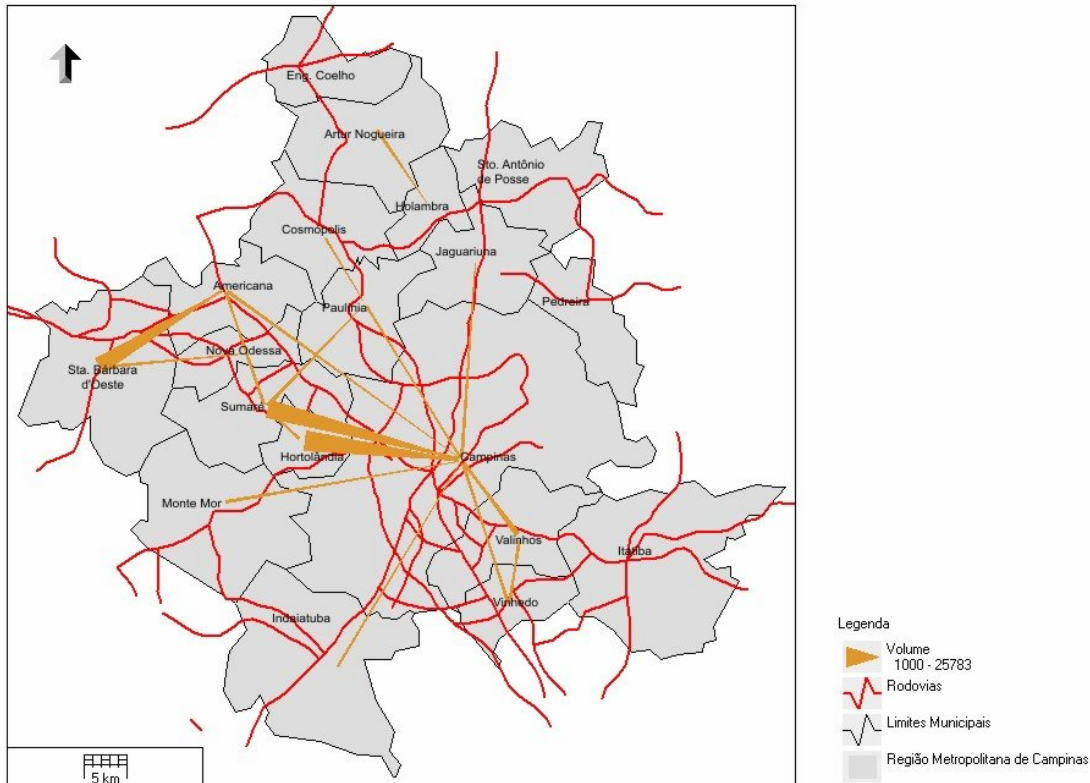 Eng. Coelho
Artur Nogueira
Sto. Antônio
de Posse
Holambra
Cosmópolis
Jaguariuna
Americana
Paulínia
Pedreira
Nova Odessa
Sta. Bárbara
d'Oeste
Sumaré
Hortolândia
Campinas
Monte Mor
Valinhos
Itatiba
Vinhedo
Indaiatuba
Legenda
Volume
1000 - 25783
Rodovias
Limites Municipais
Região Metropolitana de Campinas
5 km